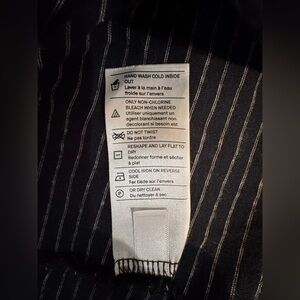 HAND WASH COLD INSIDE
OUT
Laver à la main à l'eau
froide sur l'envers
ONLY NON-CHLORINE
BLEACH WHEN NEEDED
Utiliser uniquement un
agent blanchissant non
décolorant si besoin est
DO NOT TWIST
Ne pas tordre
RESHAPE AND LAY FLAT TO
DRY
Redonner forme et sécher
à plat
COOL IRON ON REVERSE
SIDE
Fer tiède sur l'envers
OR DRY CLEAN
Ou nettoyer à sec